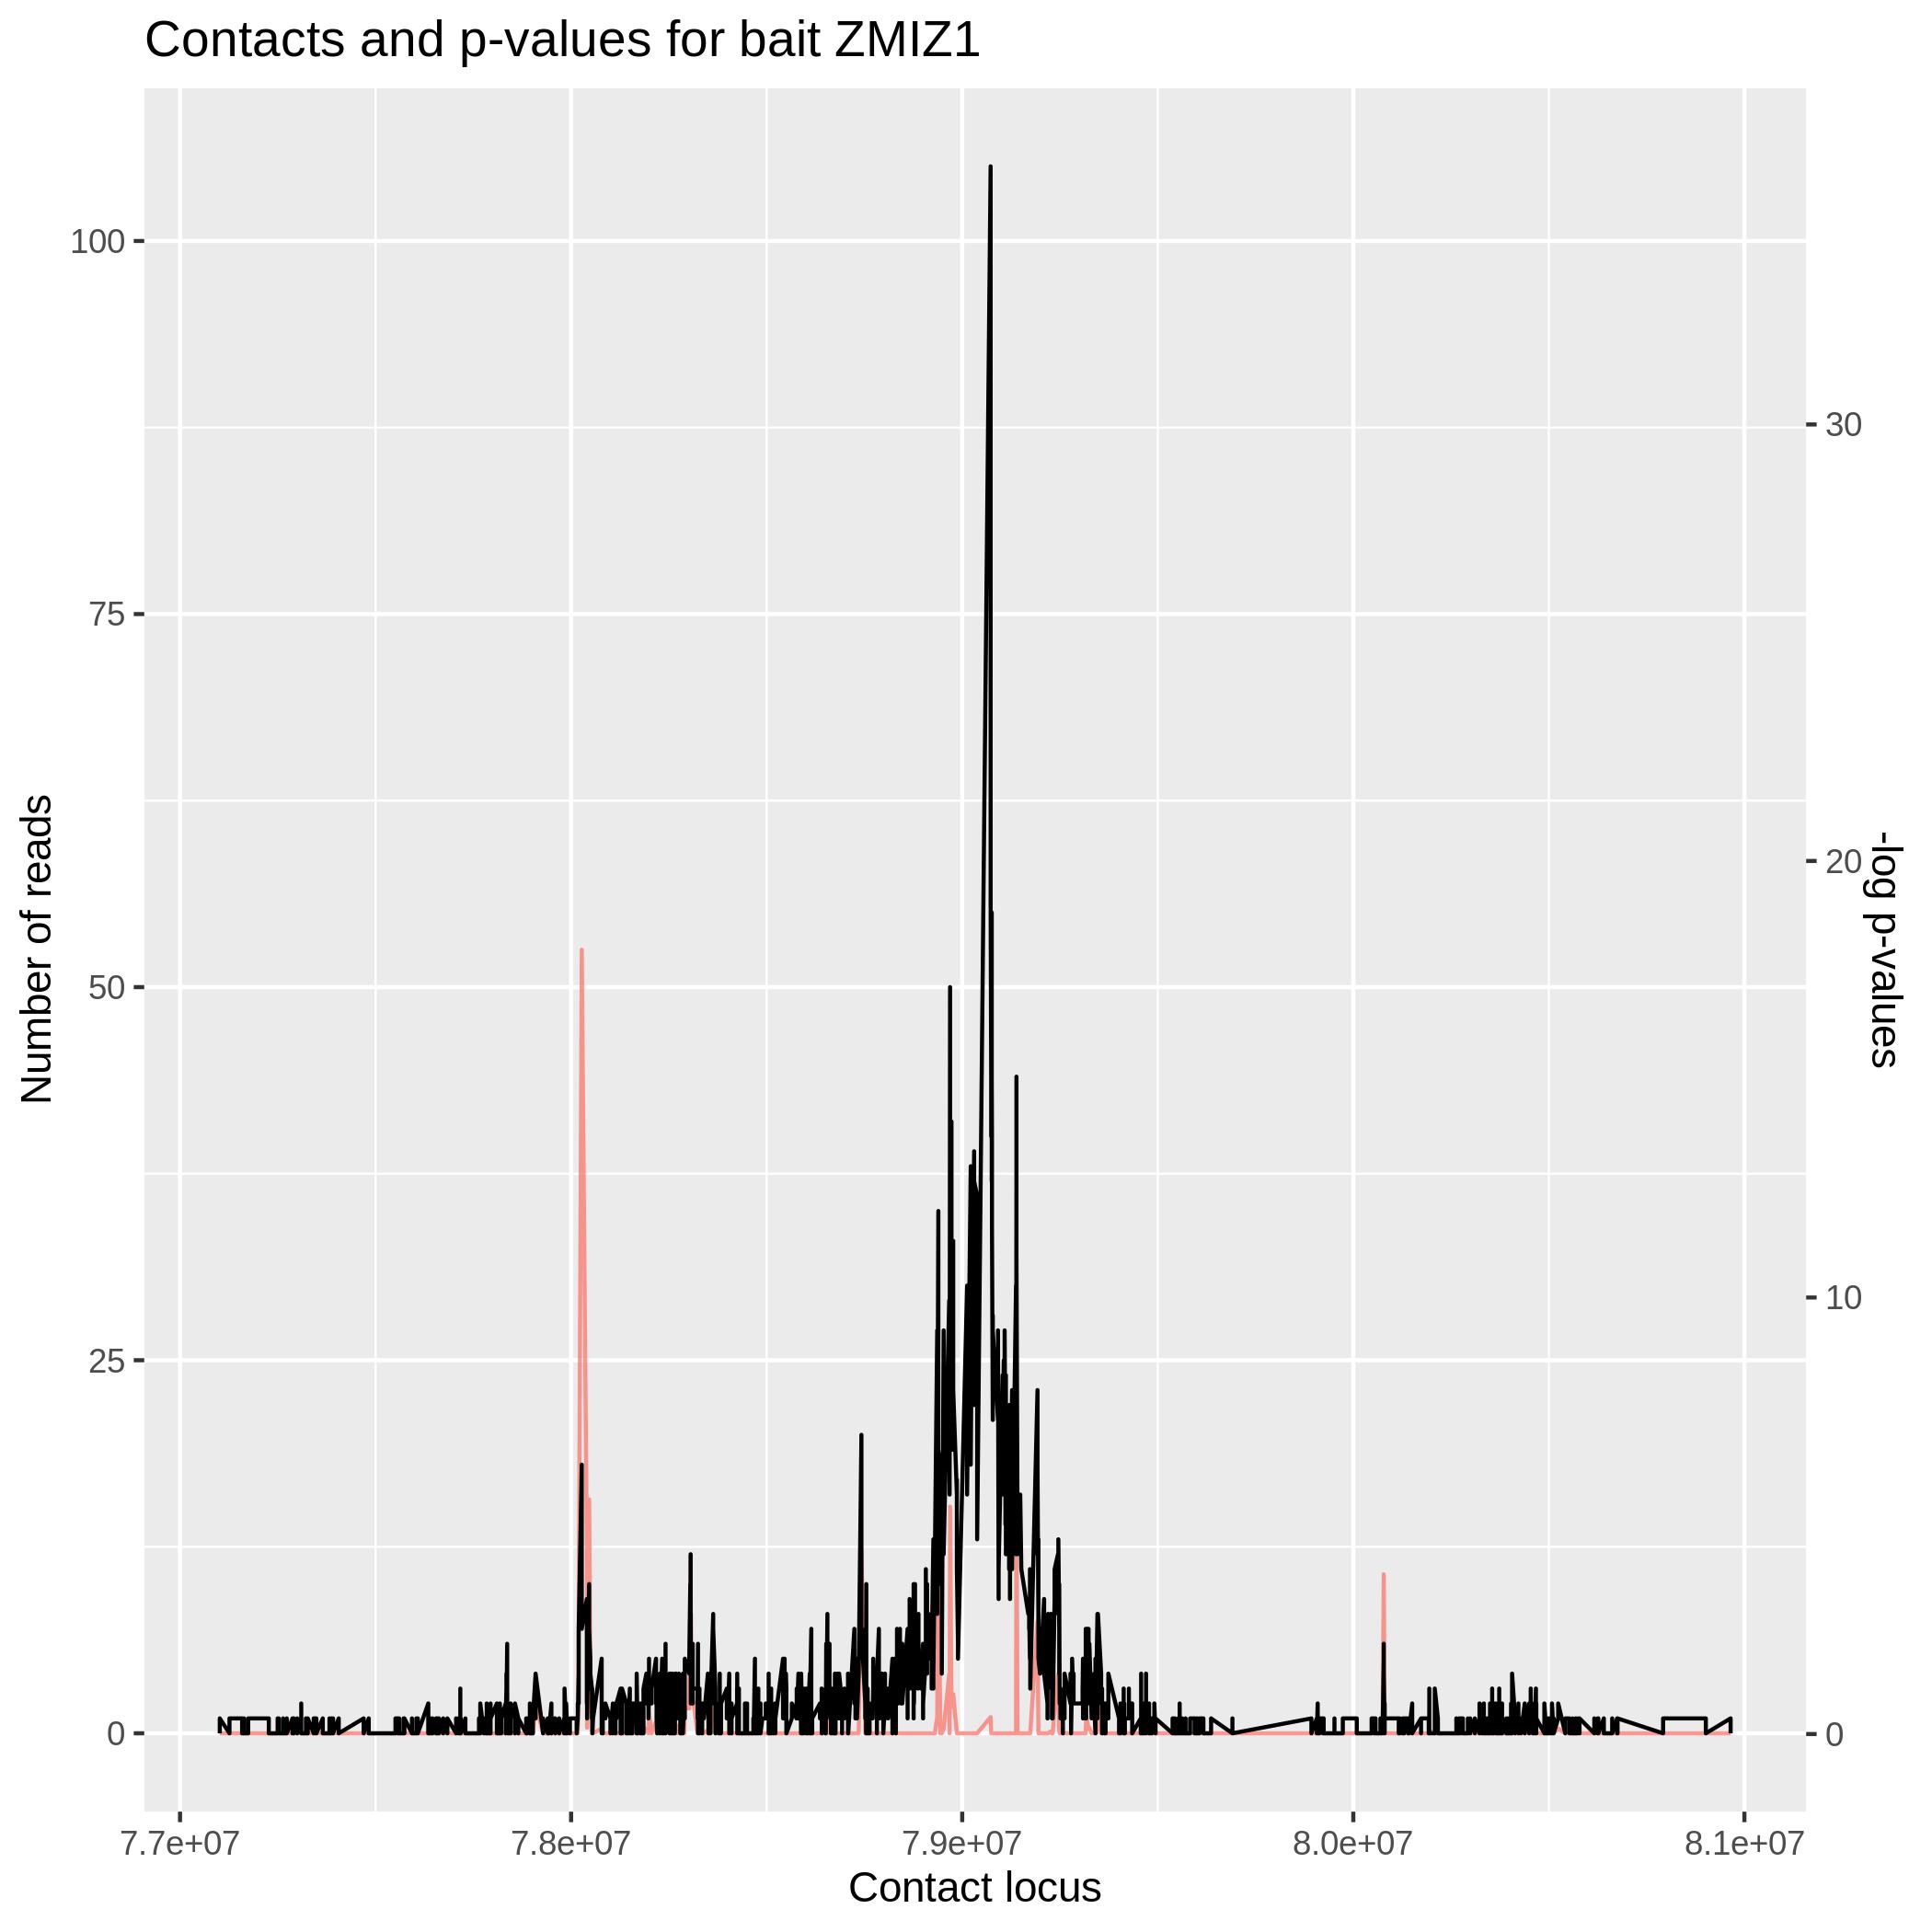 Contacts and p-values for bait ZMIZ1
100
75
50
25
0
Number of reads
30
20
10
0
-log p-values
7.7e+07 7.8e+07 7.9e+07 8.0e+07 8.1e+07
Contact locus